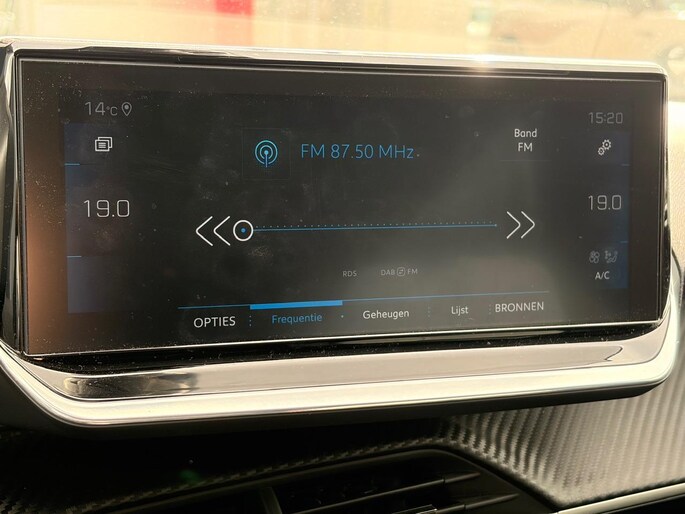 14°C
15:20
FM 87.50 MHz
Band
FM
19.0
19.0
RDS
DAB FM
A/C
OPTIES
Frequentie
Geheugen
Lijst
BRONNEN